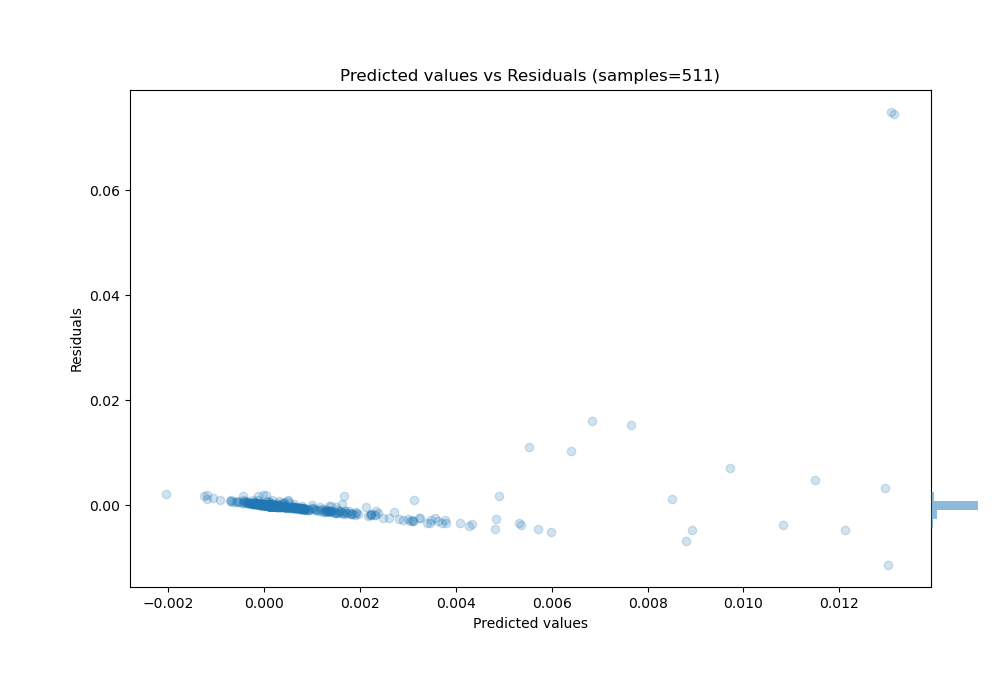 Predicted values vs Residuals (samples=511)
0.06
0.04
0.02
0.00
Residuals
−0.002 0.000 0.002 0.004 0.006 0.008 0.010 0.012
Predicted values